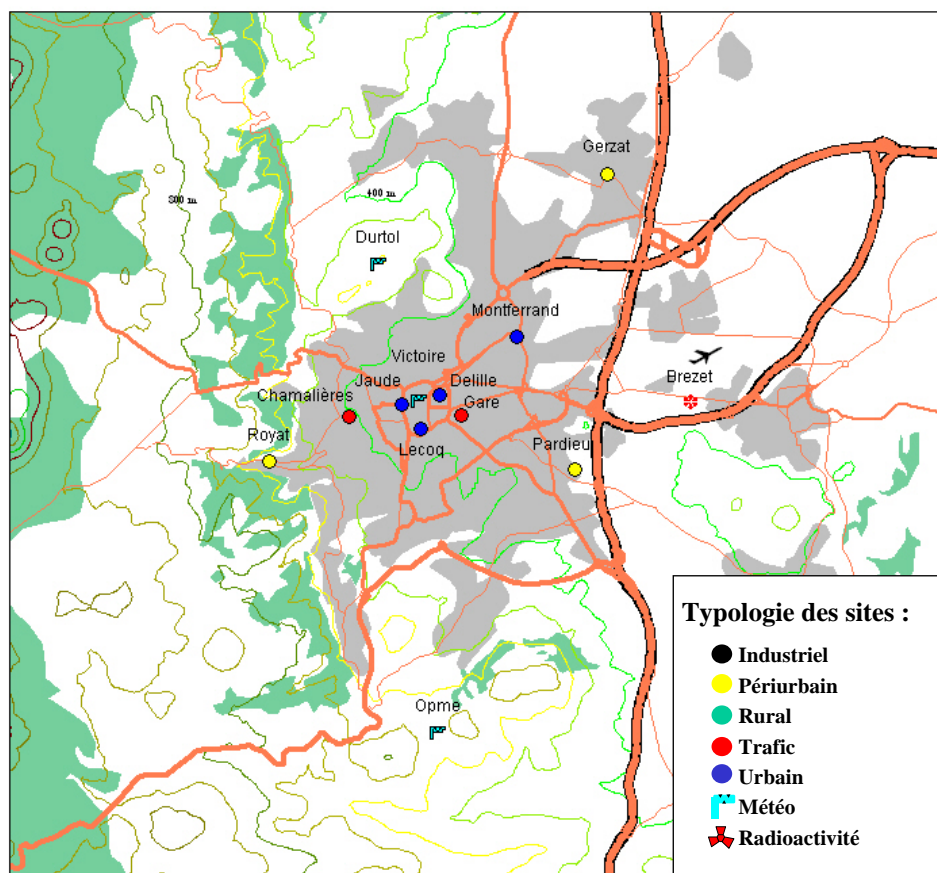 Gerzat
400 m
800 m
Durtol
Montferrand
Victoire
Brezet
Jaude
Delille
Chamalières
Gare
Royat
Lecoq
Pardieu
Opme
Typologie des sites :
Industriel
Périurbain
Rural
Trafic
Urbain
Météo
Radioactivité